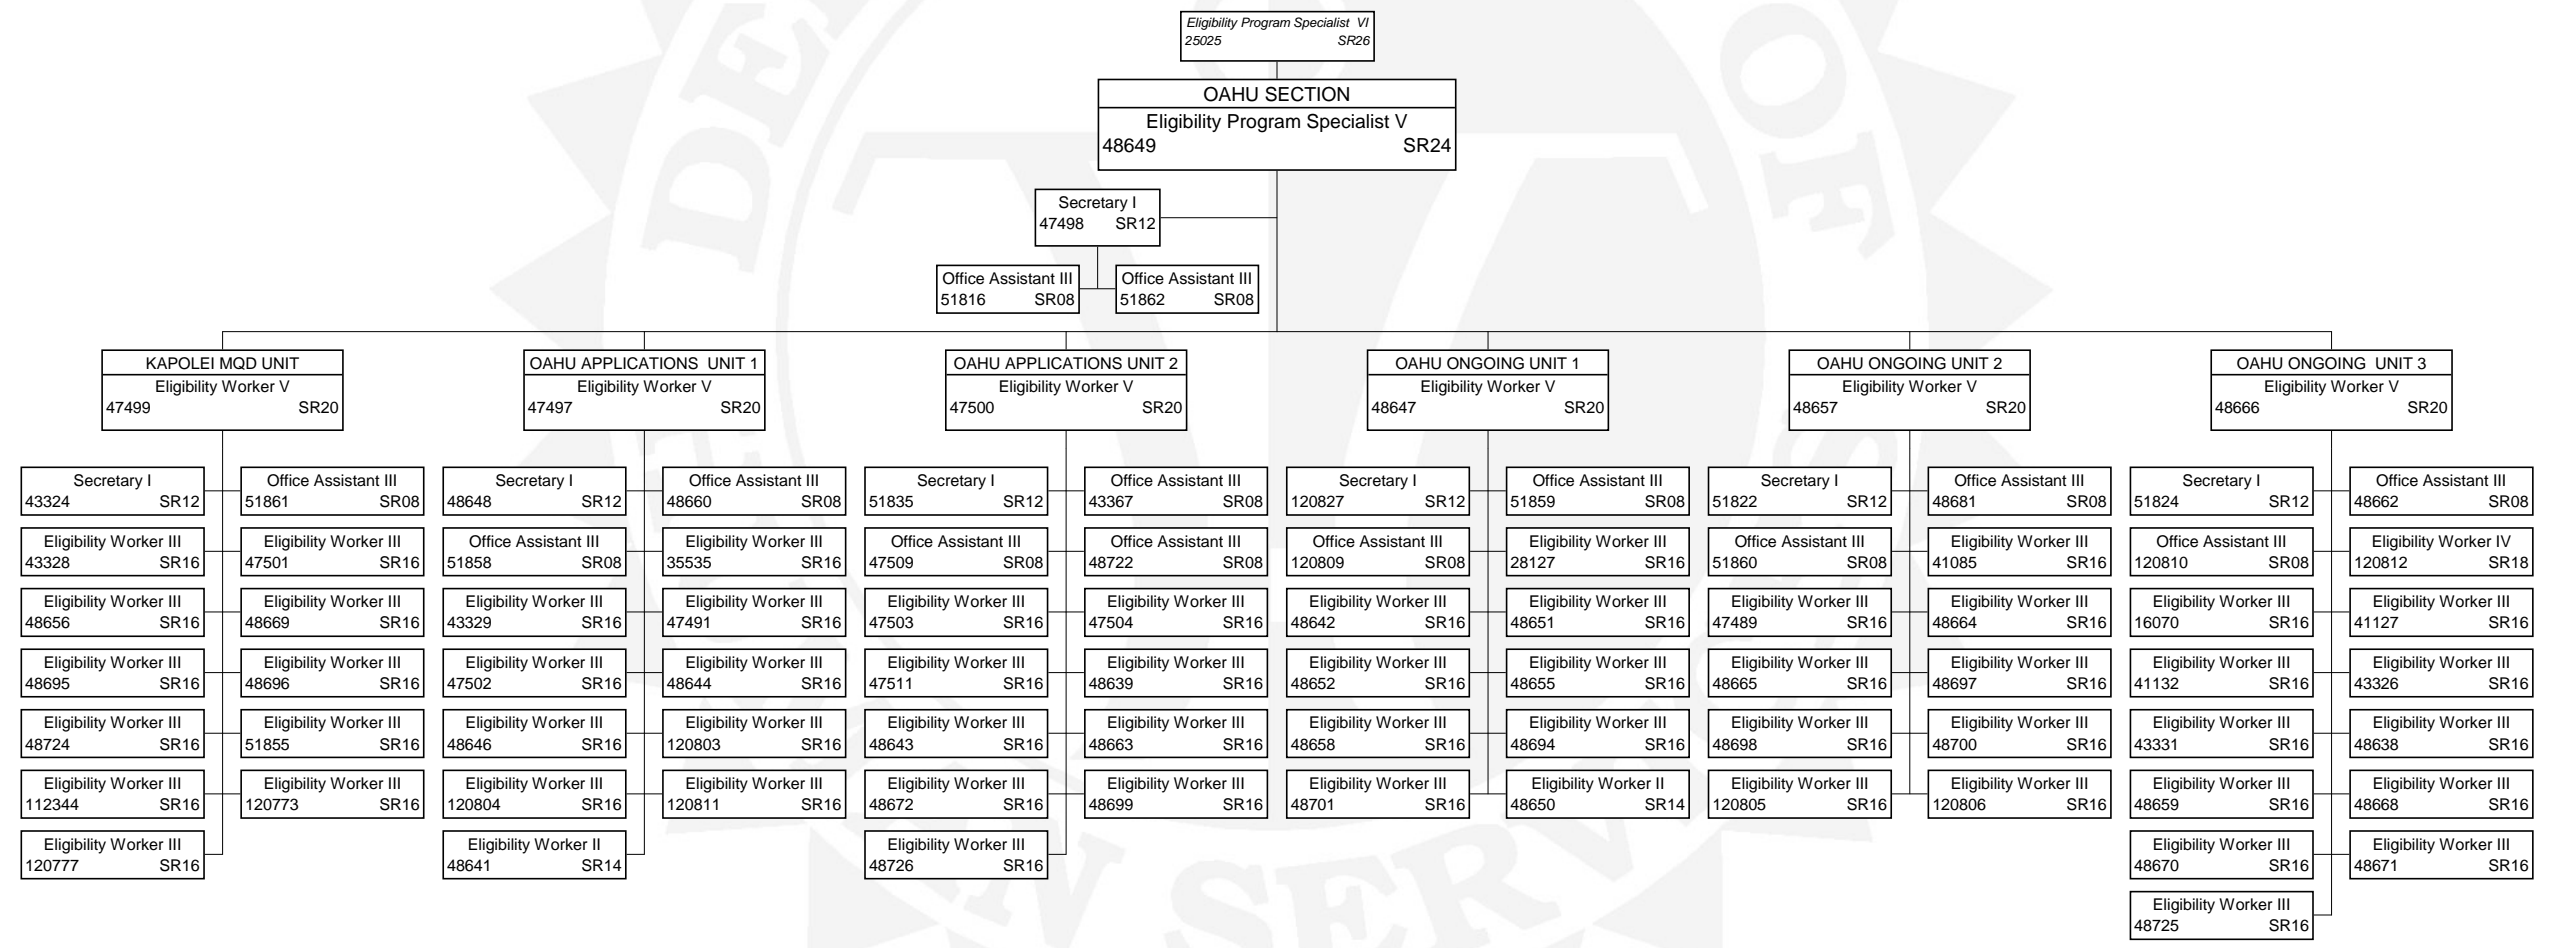 Eligibility Program Specialist VI
25025 SR26
OAHU SECTION
Eligibility Program Specialist V
48649 SR24
Secretary I
47498 SR12
Office Assistant III
51816 SR08
Office Assistant III
51862 SR08
KAPOLEI MQD UNIT
Eligibility Worker V
47499 SR20
Secretary I
43324 SR12
Office Assistant III
51861 SR08
Eligibility Worker III
43328 SR16
Eligibility Worker III
47501 SR16
Eligibility Worker III
48656 SR16
Eligibility Worker III
48669 SR16
Eligibility Worker III
48695 SR16
Eligibility Worker III
48696 SR16
Eligibility Worker III
48724 SR16
Eligibility Worker III
51855 SR16
Eligibility Worker III
112344 SR16
Eligibility Worker III
120773 SR16
Eligibility Worker III
120777 SR16
OAHU APPLICATIONS UNIT 1
Eligibility Worker V
47497 SR20
Secretary I
48648 SR12
Office Assistant III
48660 SR08
Office Assistant III
51858 SR08
Eligibility Worker III
35535 SR16
Eligibility Worker III
43329 SR16
Eligibility Worker III
47491 SR16
Eligibility Worker III
47502 SR16
Eligibility Worker III
48644 SR16
Eligibility Worker III
48646 SR16
Eligibility Worker III
120803 SR16
Eligibility Worker III
120804 SR16
Eligibility Worker III
120811 SR16
Eligibility Worker II
48641 SR14
OAHU APPLICATIONS UNIT 2
Eligibility Worker V
47500 SR20
Secretary I
51835 SR12
Office Assistant III
43367 SR08
Office Assistant III
47509 SR08
Office Assistant III
48722 SR08
Eligibility Worker III
47503 SR16
Eligibility Worker III
47504 SR16
Eligibility Worker III
47511 SR16
Eligibility Worker III
48639 SR16
Eligibility Worker III
48643 SR16
Eligibility Worker III
48663 SR16
Eligibility Worker III
48672 SR16
Eligibility Worker III
48699 SR16
Eligibility Worker III
48726 SR16
OAHU ONGOING UNIT 1
Eligibility Worker V
48647 SR20
Secretary I
120827 SR12
Office Assistant III
51859 SR08
Office Assistant III
120809 SR08
Eligibility Worker III
28127 SR16
Eligibility Worker III
48642 SR16
Eligibility Worker III
48651 SR16
Eligibility Worker III
48652 SR16
Eligibility Worker III
48655 SR16
Eligibility Worker III
48658 SR16
Eligibility Worker III
48694 SR16
Eligibility Worker III
48701 SR16
Eligibility Worker II
48650 SR14
OAHU ONGOING UNIT 2
Eligibility Worker V
48657 SR20
Secretary I
51822 SR12
Office Assistant III
48681 SR08
Office Assistant III
51860 SR08
Eligibility Worker III
41085 SR16
Eligibility Worker III
47489 SR16
Eligibility Worker III
48664 SR16
Eligibility Worker III
48665 SR16
Eligibility Worker III
48697 SR16
Eligibility Worker III
48698 SR16
Eligibility Worker III
48700 SR16
Eligibility Worker III
120805 SR16
Eligibility Worker III
120806 SR16
OAHU ONGOING UNIT 3
Eligibility Worker V
48666 SR20
Secretary I
51824 SR12
Office Assistant III
48662 SR08
Office Assistant III
120810 SR08
Eligibility Worker IV
120812 SR18
Eligibility Worker III
16070 SR16
Eligibility Worker III
41127 SR16
Eligibility Worker III
41132 SR16
Eligibility Worker III
43326 SR16
Eligibility Worker III
43331 SR16
Eligibility Worker III
48638 SR16
Eligibility Worker III
48659 SR16
Eligibility Worker III
48668 SR16
Eligibility Worker III
48670 SR16
Eligibility Worker III
48671 SR16
Eligibility Worker III
48725 SR16